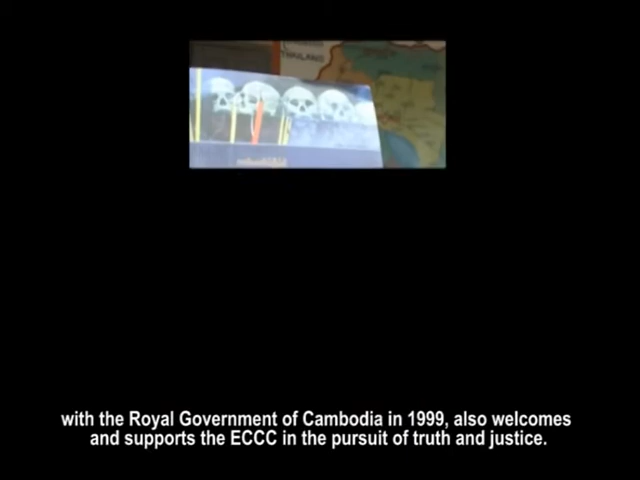 THAILAND
with the Royal Government of Cambodia in 1999, also welcomes
and supports the ECCC in the pursuit of truth and justice.